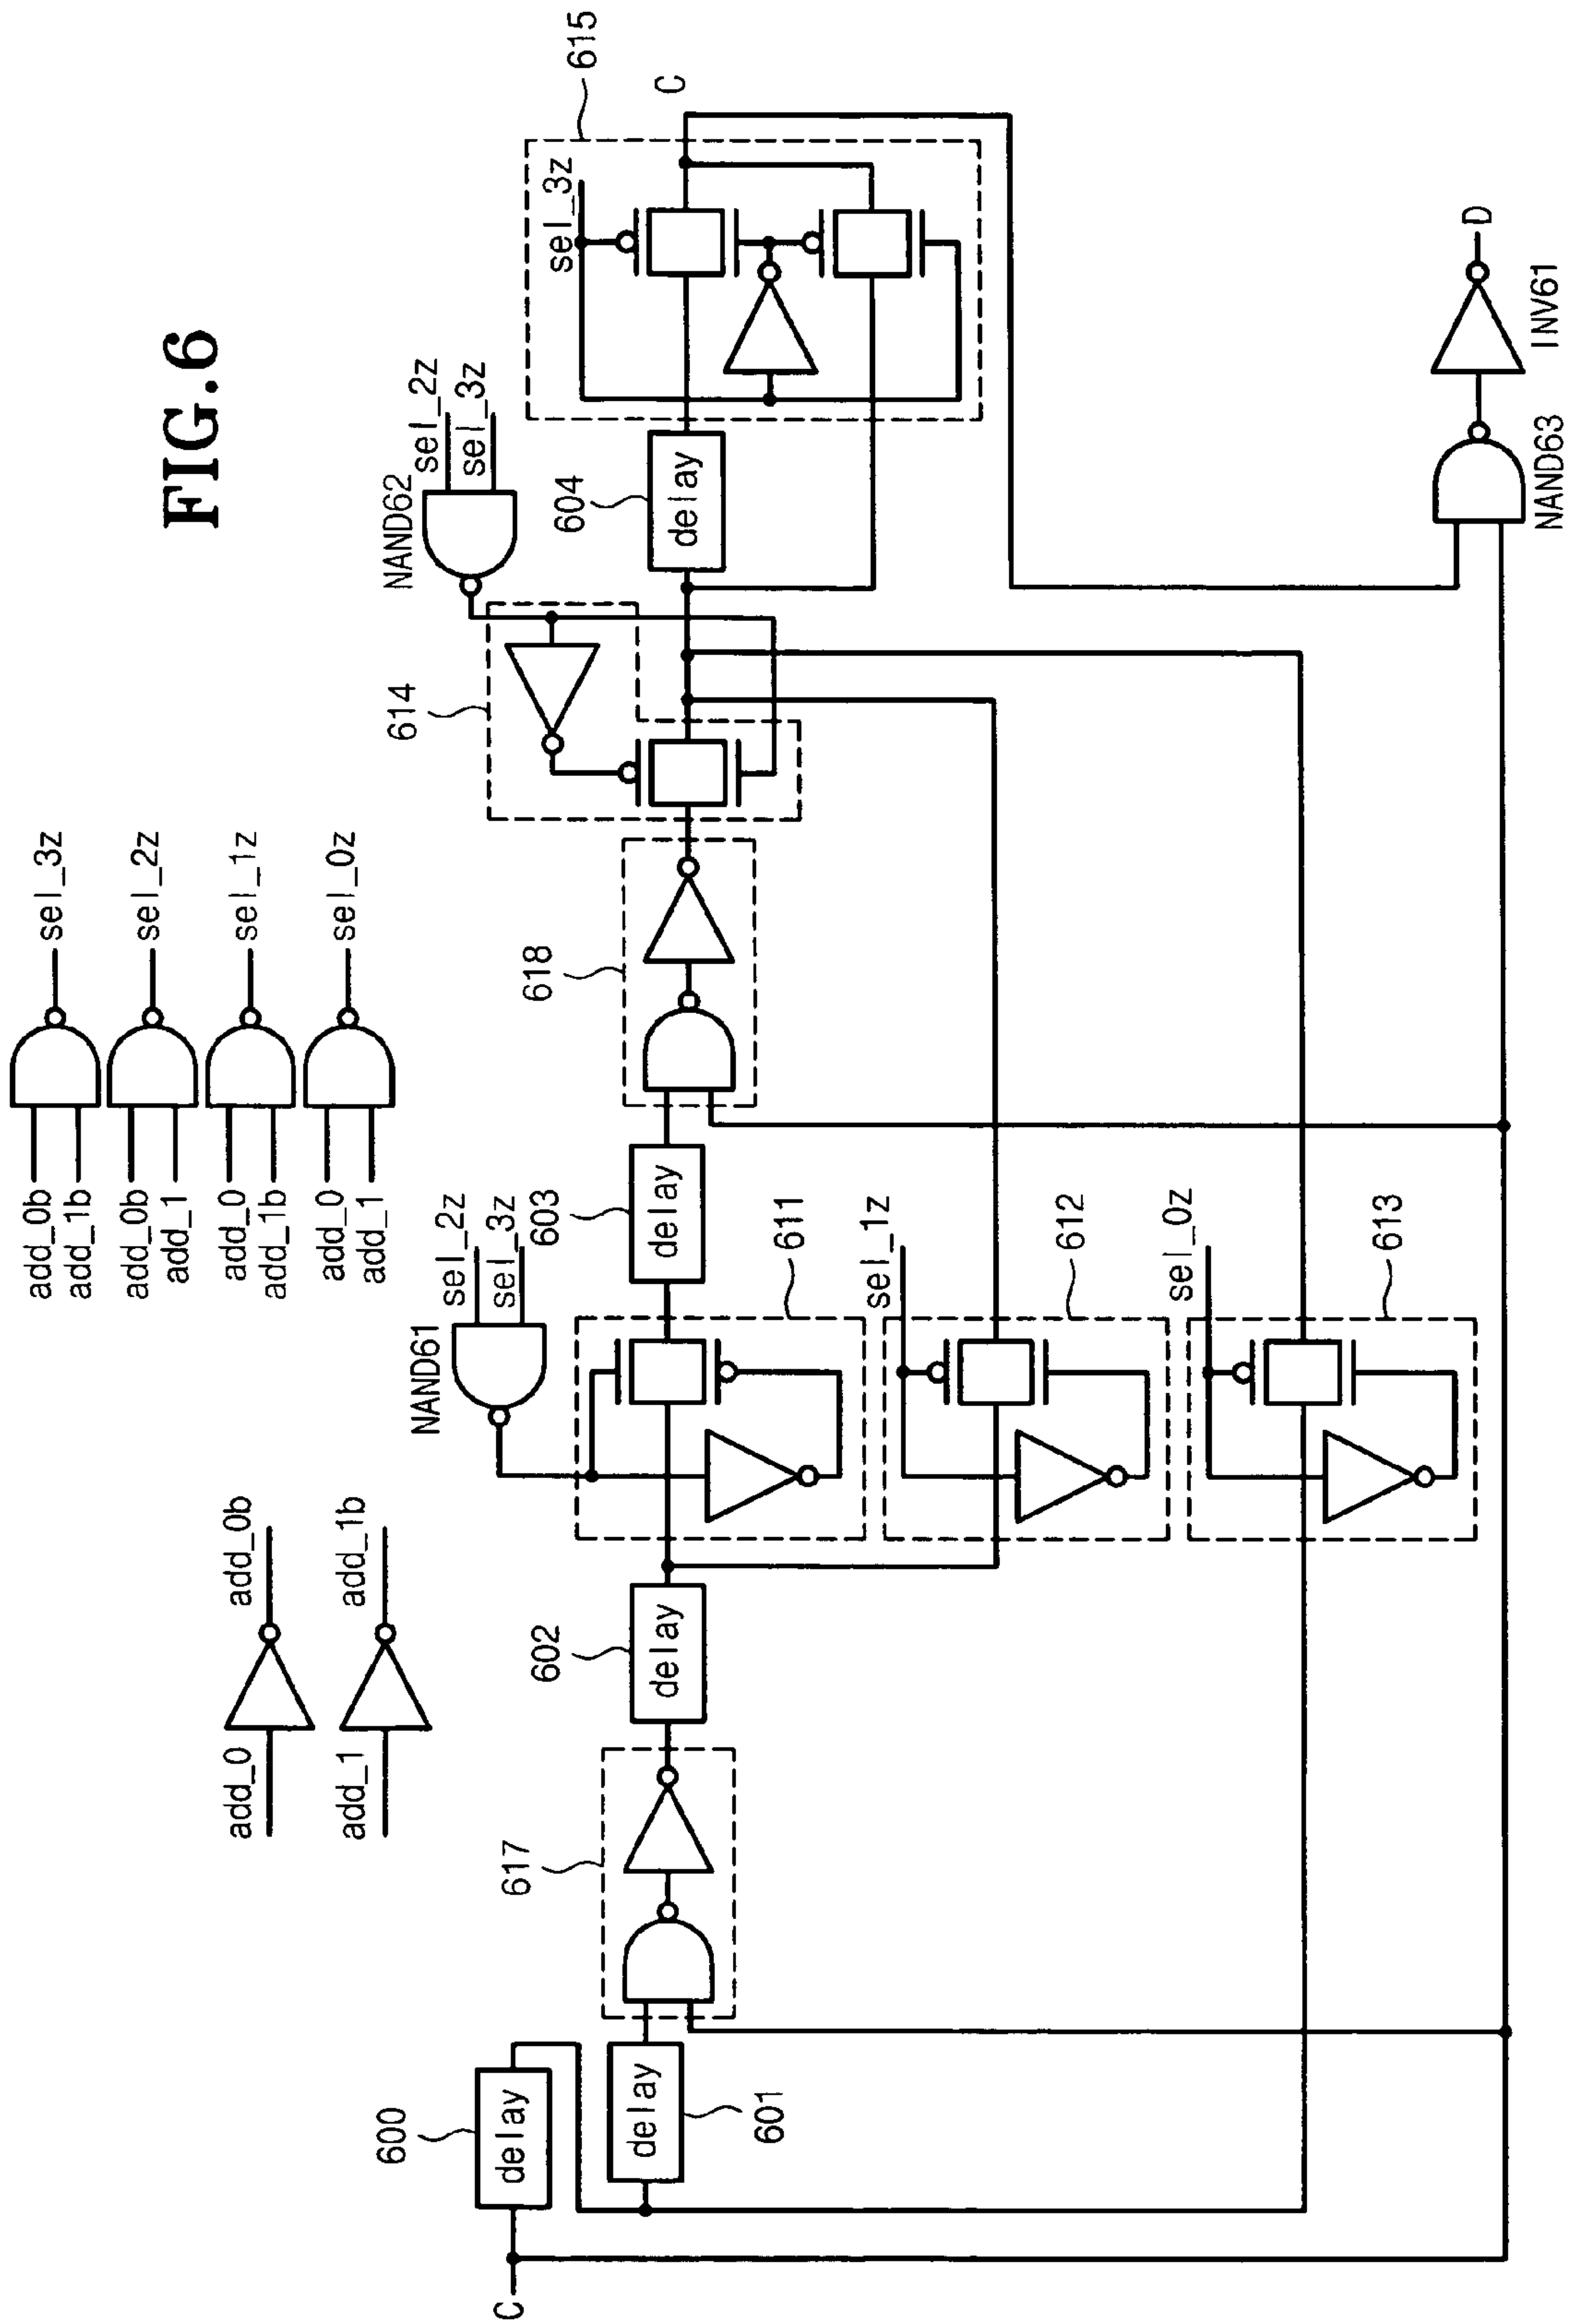 FIG.6
add_0
add_0b
add_1
add_1b
add_0b
add_1b
sel_3z
add_0b
add_1
sel_2z
add_0
add_1b
sel_1z
add_0
add_1
sel_0z
C
600
delay
delay
601
617
602
delay
NAND61
sel_2z
sel_3z
611
sel_1z
612
sel_0z
613
603
delay
618
614
NAND62
sel_2z
sel_3z
604
delay
sel_3z
615
C
NAND63
INV61
D